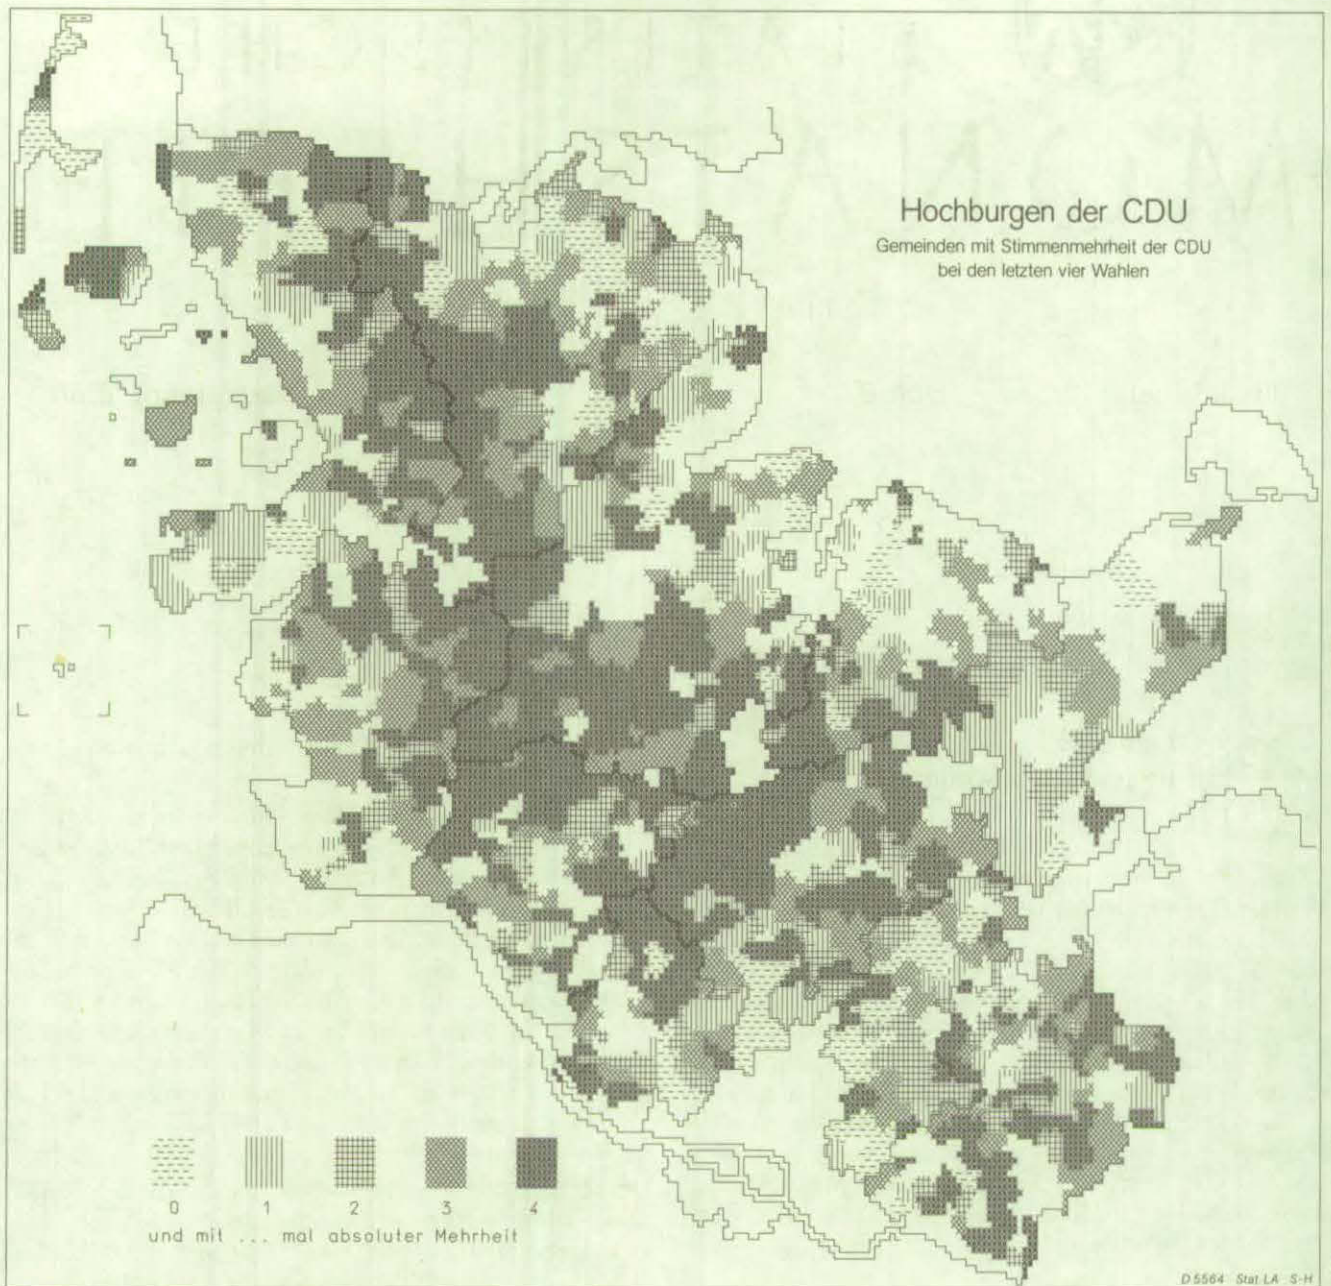 Hochburgen der CDU
Gemeinden mit Stimmenmehrheit der CDU
bei den letzten vier Wahlen
0 1 2 3 4
und mit ... mal absoluter Mehrheit
D 5564 Stat. LA S-H